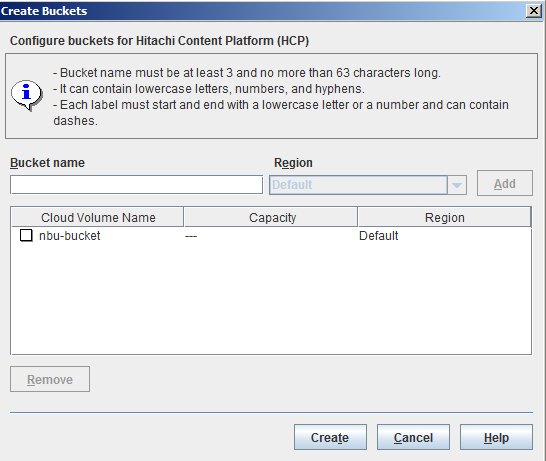 Create Buckets
Configure buckets for Hitachi Content Platform (HCP)
- Bucket name must be at least 3 and no more than 63 characters long.
- It can contain lowercase letters, numbers, and hyphens.
- Each label must start and end with a lowercase letter or a number and can contain
dashes.
Bucket name Region
Default Add
Cloud Volume Name Capacity Region
nbu-bucket --- Default
Remove
Create Cancel Help